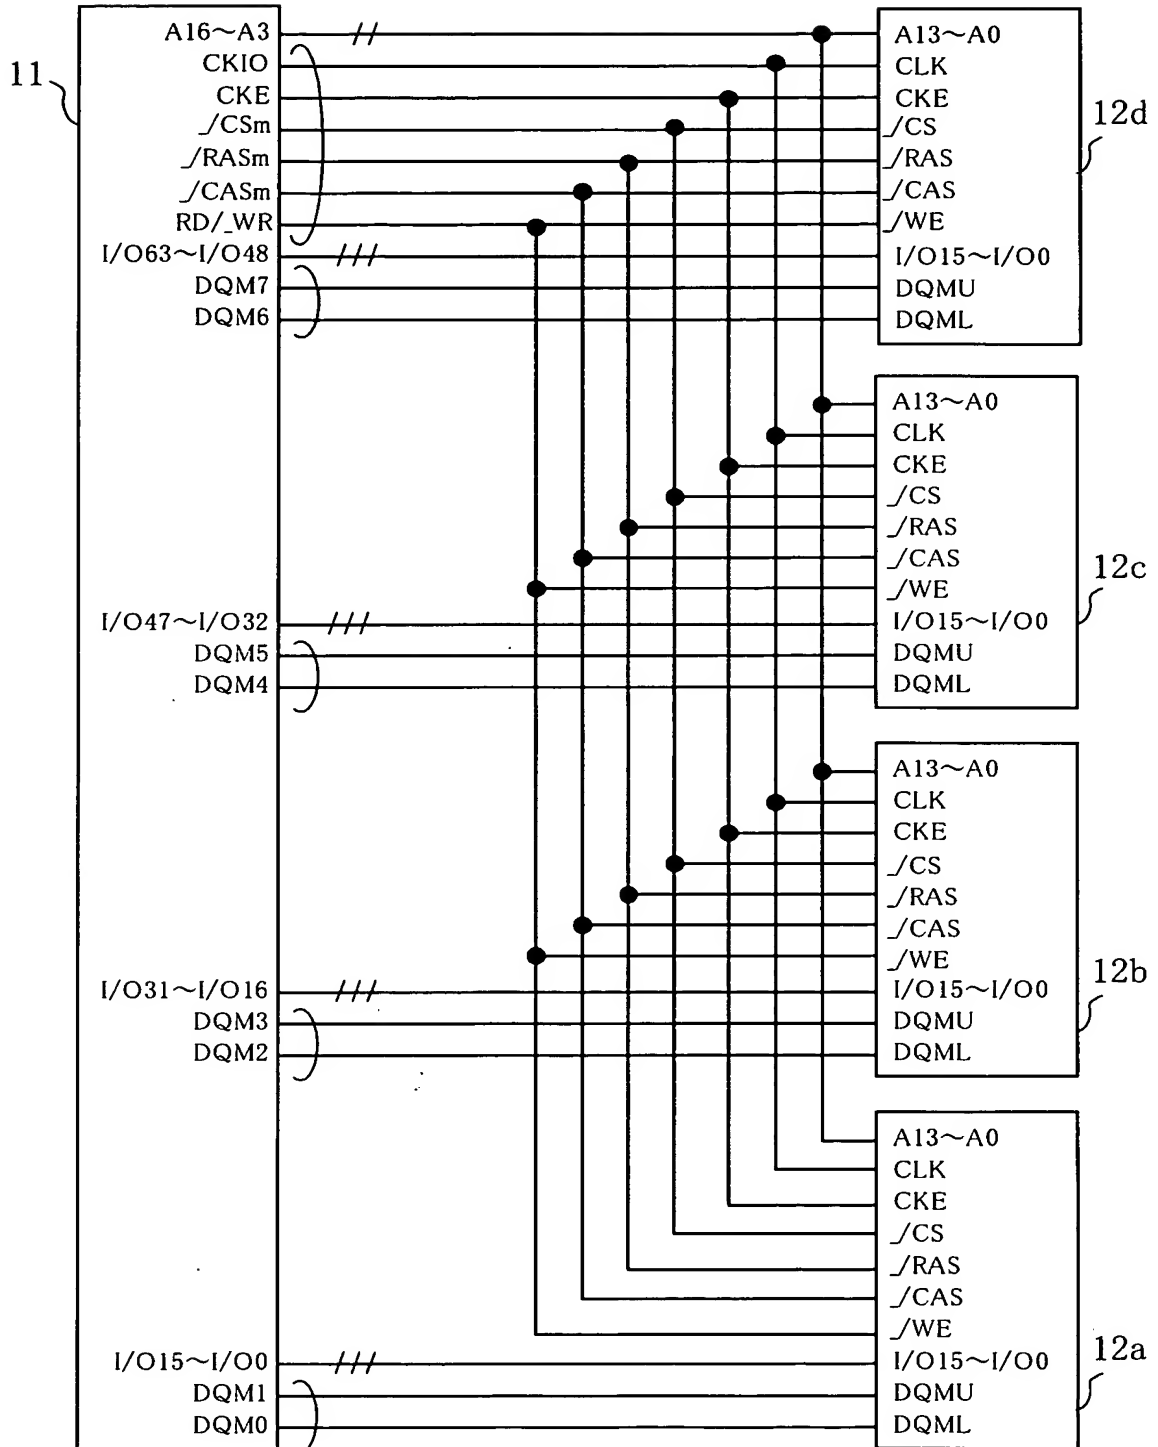 11
A16~A3
CKIO
CKE
_/CSm
_/RASm
_/CASm
RD/_WR
I/O63~I/O48
DQM7
DQM6
I/O47~I/O32
DQM5
DQM4
I/O31~I/O16
DQM3
DQM2
I/O15~I/O0
DQM1
DQM0
A13~A0
CLK
CKE
_/CS
_/RAS
_/CAS
_/WE
I/O15~I/O0
DQMU
DQML
12d
A13~A0
CLK
CKE
_/CS
_/RAS
_/CAS
_/WE
I/O15~I/O0
DQMU
DQML
12c
A13~A0
CLK
CKE
_/CS
_/RAS
_/CAS
_/WE
I/O15~I/O0
DQMU
DQML
12b
A13~A0
CLK
CKE
_/CS
_/RAS
_/CAS
_/WE
I/O15~I/O0
DQMU
DQML
12a